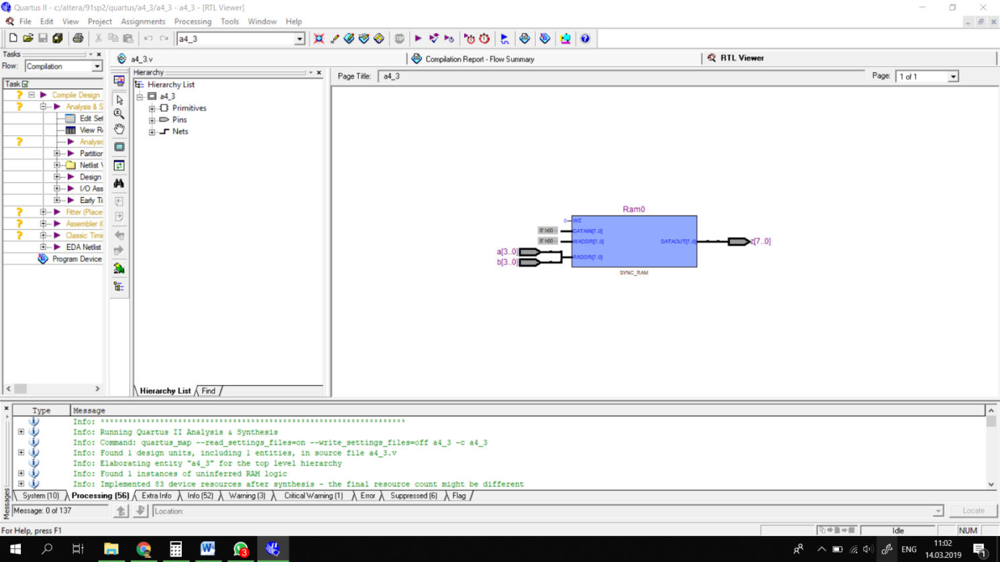 Quartus II - c:/altera/91sp2/quartus/a4_3/a4_3 - a4_3 - [RTL Viewer]
File Edit View Project Assignments Processing Tools Window Help
a4_3
Tasks
Flow: Compilation
Task
Compile Design
Analysis & S
Edit Set
View R
Analysis
Partition
Netlist V
Design
I/O Ass
Early Ti
Fitter (Place
Assembler (
Classic Timi
EDA Netlist
Program Device
a4_3.v
Compilation Report - Flow Summary
RTL Viewer
Hierarchy
Hierarchy List
a4_3
Primitives
Pins
Nets
Hierarchy List Find
Page Title: a4_3
Page: 1 of 1
Ram0
0 WE
8' h00 -- DATAIN[7..0]
8' h00 -- WADDR[7..0]
DATAOUT[7..0] z[7..0]
a[3..0]
RADDR[7..0]
b[3..0]
SYNC_RAM
Type Message
Info: *******************************************************************
Info: Running Quartus II Analysis & Synthesis
Info: Command: quartus_map --read_settings_files=on --write_settings_files=off a4_3 -c a4_3
Info: Found 1 design units, including 1 entities, in source file a4_3.v
Info: Elaborating entity "a4_3" for the top level hierarchy
Info: Found 1 instances of uninferred RAM logic
Info: Implemented 83 device resources after synthesis - the final resource count might be different
System (10) Processing (56) Extra Info Info (52) Warning (3) Critical Warning (1) Error Suppressed (6) Flag
Messages
Message: 0 of 137
Location:
Locate
For Help, press F1
Idle
NUM
3
ENG
11:02
14.03.2019
1